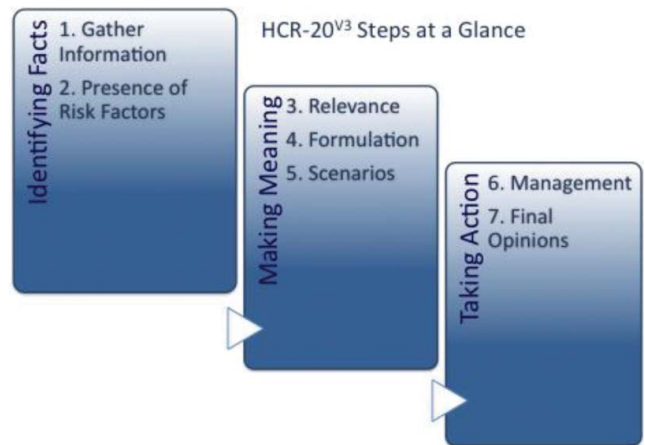 HCR-20V3 Steps at a Glance
Identifying Facts
1. Gather
Information
2. Presence of
Risk Factors
Making Meaning
3. Relevance
4. Formulation
5. Scenarios
Taking Action
6. Management
7. Final
Opinions